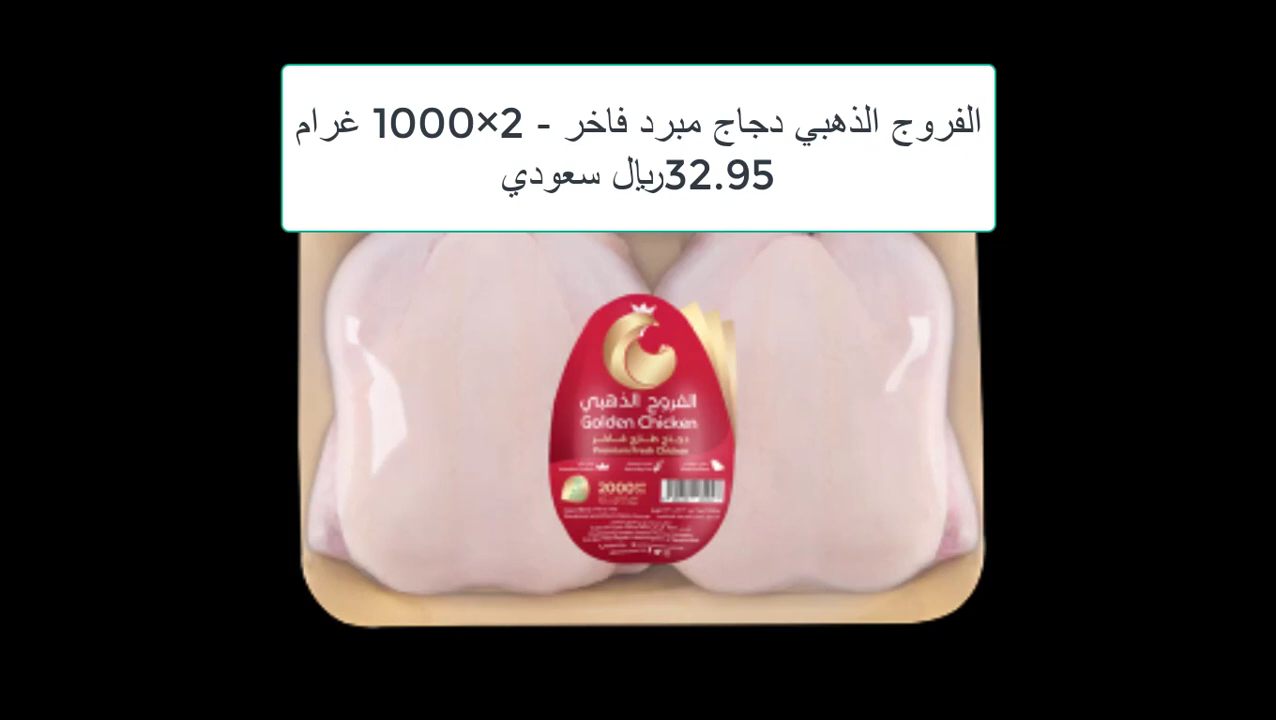 الفروج الذهبي دجاج مبرد فاخر - 2×1000 غرام
32.95ريال سعودي
الفروج الذهبي
Golden Chicken
دجاج طازج فاخر
Premium Fresh Chicken
2000